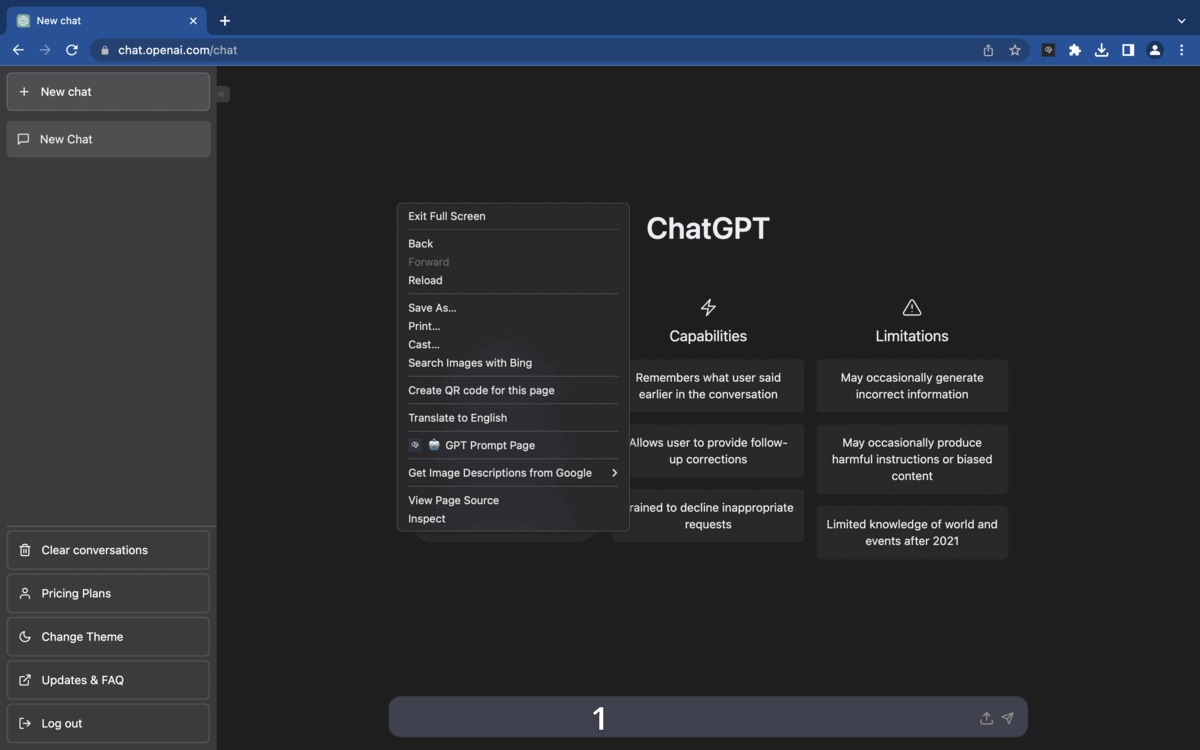 New chat
chat.openai.com/chat
New chat
New Chat
Exit Full Screen
Back
Forward
Reload
Save As...
Print...
Cast...
Search Images with Bing
Create QR code for this page
Translate to English
GPT Prompt Page
Get Image Descriptions from Google
View Page Source
Inspect
ChatGPT
Capabilities
Remembers what user said
earlier in the conversation
Allows user to provide follow-
up corrections
rained to decline inappropriate
requests
Limitations
May occasionally generate
incorrect information
May occasionally produce
harmful instructions or biased
content
Limited knowledge of world and
events after 2021
Clear conversations
Pricing Plans
Change Theme
Updates & FAQ
Log out
1